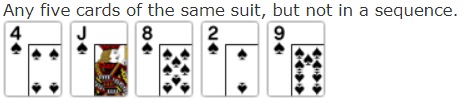 Any five cards of the same suit, but not in a sequence.
4 J 8 2 9